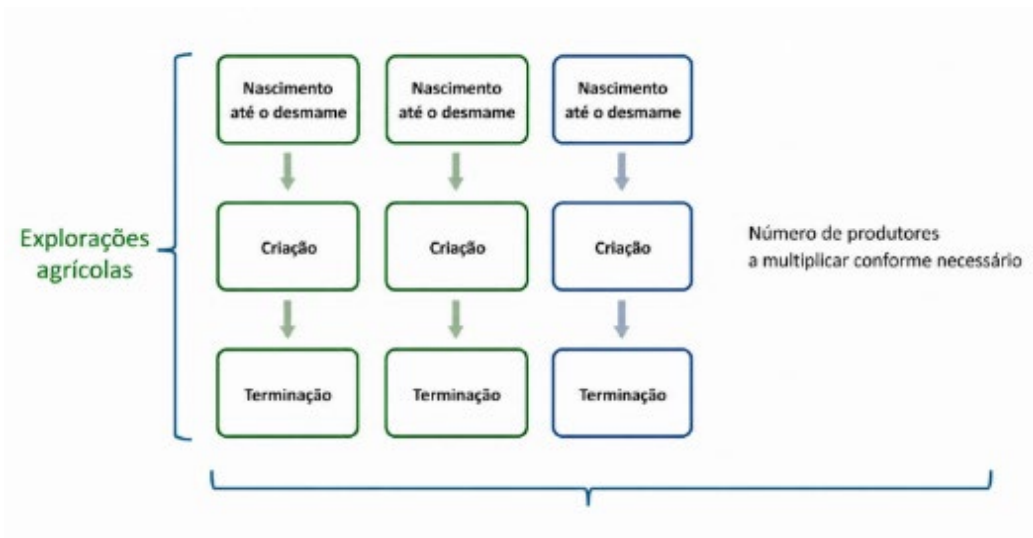 Nascimento
até o desmame
Nascimento
até o desmame
Nascimento
até o desmame
Explorações
agrícolas
Criação
Criação
Criação
Número de produtores
a multiplicar conforme necessário
Terminação
Terminação
Terminação